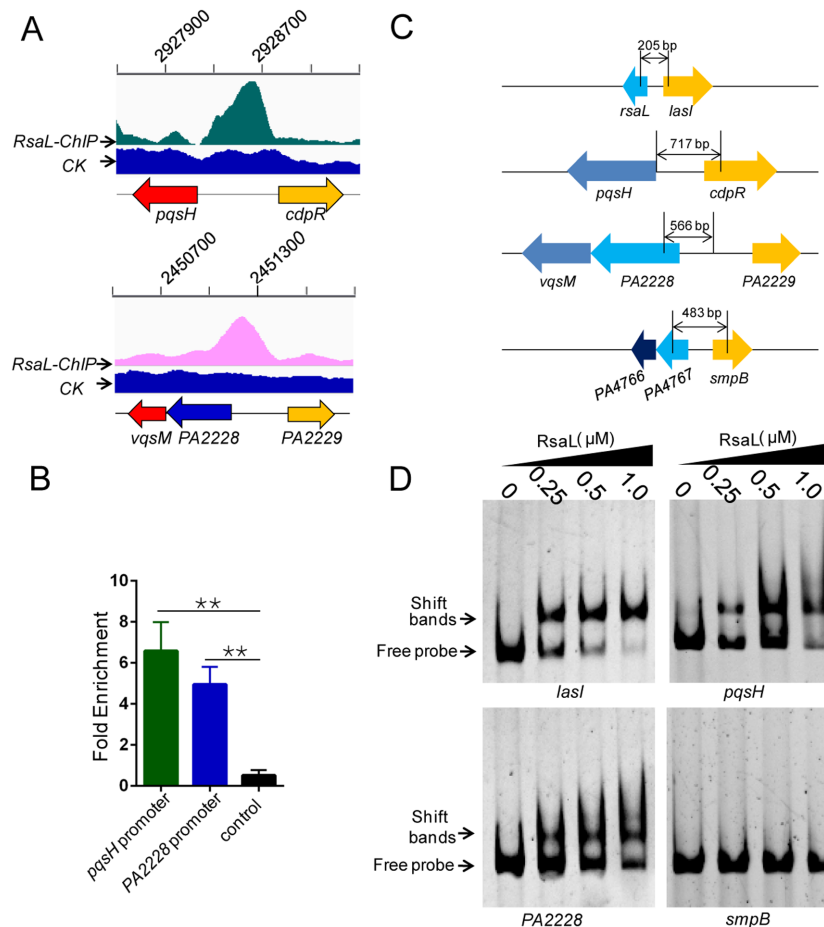 A
2927900
2928700
RsaL-ChIP
CK
pqsH
cdpR
2450700
2451300
RsaL-ChIP
CK
vqsM
PA2228
PA2229
B
Fold Enrichment
10
8
6
4
2
0
**
**
pqsH promoter
PA2228 promoter
control
C
205 bp
rsaL
lasI
717 bp
pqsH
cdpR
566 bp
vqsM
PA2228
PA2229
483 bp
PA4766
PA4767
smpB
D
RsaL( μM)
0
0.25
0.5
1.0
RsaL( μM)
0
0.25
0.5
1.0
Shift
bands
Free probe
lasI
pqsH
Shift
bands
Free probe
PA2228
smpB